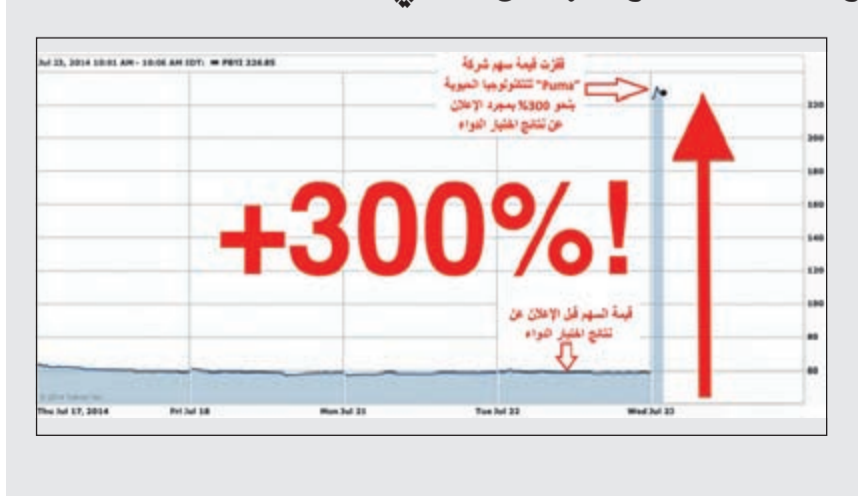 Jul 23, 2014 10:01 AM - 10:06 AM EDT: PBYI 228.85
قفزت قيمة سهم شركة
"Puma" للتكنولوجيا الحيوية
بنحو 300% بمجرد الإعلان
عن نتائج اختبار الدواء
+300%!
قيمة السهم قبل الإعلان عن
نتائج اختبار الدواء
220
200
180
160
140
120
100
80
60
Thu Jul 17, 2014 Fri Jul 18 Mon Jul 21 Tue Jul 22 Wed Jul 23